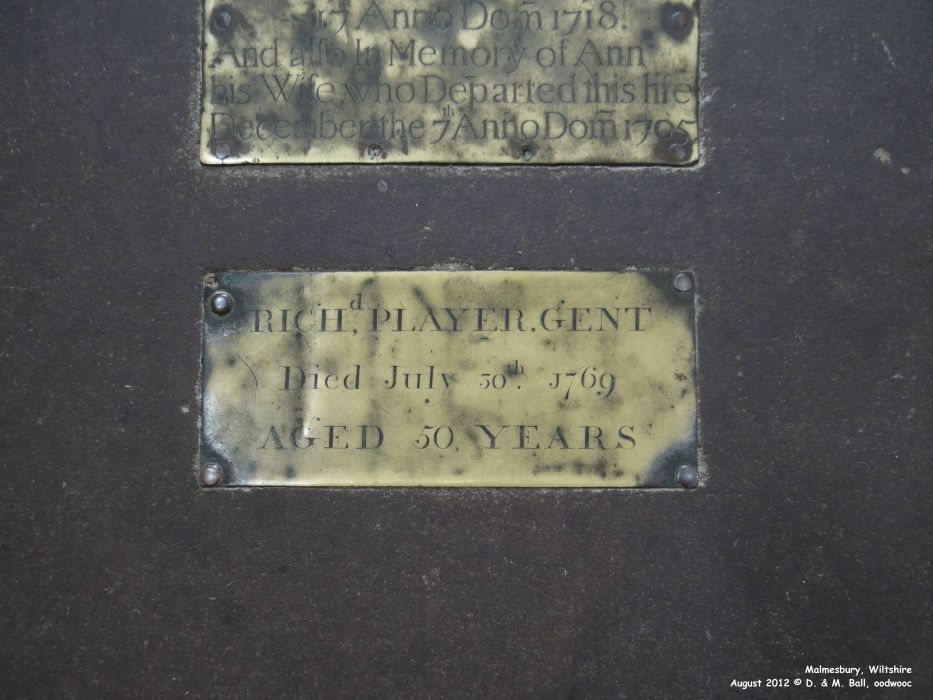 17th Anno Dom̃ 1718
And also In Memory of Ann
his Wife, who Departed this life
December the 7th Anno Dom̃ 1705
RICHd, PLAYER. GENT
Died July 30th. 1769
AGED 50 YEARS
Malmesbury, Wiltshire
August 2012 © D. & M. Ball, oodwooc